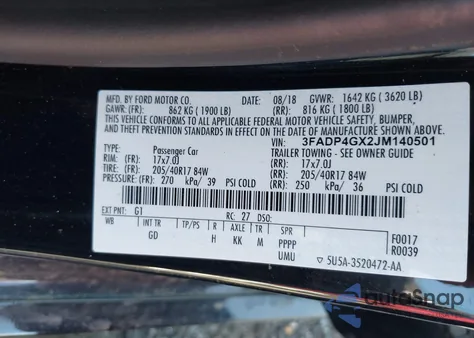 MFD. BY FORD MOTOR CO. DATE: 08/18 GVWR: 1642 KG ( 3620 LB)
GAWR: (FR): 862 KG ( 1900 LB) (RR): 816 KG ( 1800 LB)
THIS VEHICLE CONFORMS TO ALL APPLICABLE FEDERAL MOTOR VEHICLE SAFETY, BUMPER,
AND THEFT PREVENTION STANDARDS IN EFFECT ON THE DATE OF MANUFACTURE SHOWN ABOVE.
VIN: 3FADP4GX2JM140501
TYPE: Passenger Car TRAILER TOWING - SEE OWNER GUIDE
RIM: (FR): 17x7.0J (RR): 17x7.0J
TIRE: (FR): 205/40R17 84W (RR): 205/40R17 84W
PRESSURE: (FR): 270 kPa/ 39 PSI COLD (RR): 250 kPa/ 36 PSI COLD
EXT PNT: G1 RC: 27 DSO:
WB INT TR TP/PS R AXLE TR SPR F0017
GD H KK M PPPP R0039
UMU 5U5A-3520472-AA
autoSnap